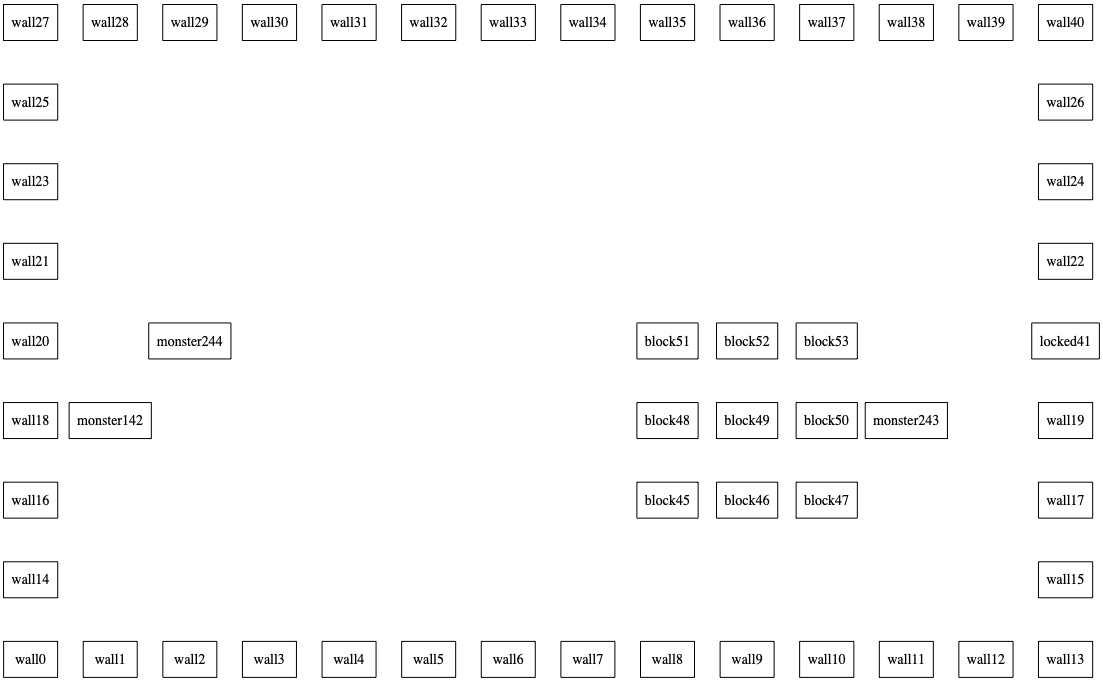 wall27 wall28 wall29 wall30 wall31 wall32 wall33 wall34 wall35 wall36 wall37 wall38 wall39 wall40
wall25 wall26
wall23 wall24
wall21 wall22
wall20 monster244 block51 block52 block53 locked41
wall18 monster142 block48 block49 block50 monster243 wall19
wall16 block45 block46 block47 wall17
wall14 wall15
wall0 wall1 wall2 wall3 wall4 wall5 wall6 wall7 wall8 wall9 wall10 wall11 wall12 wall13